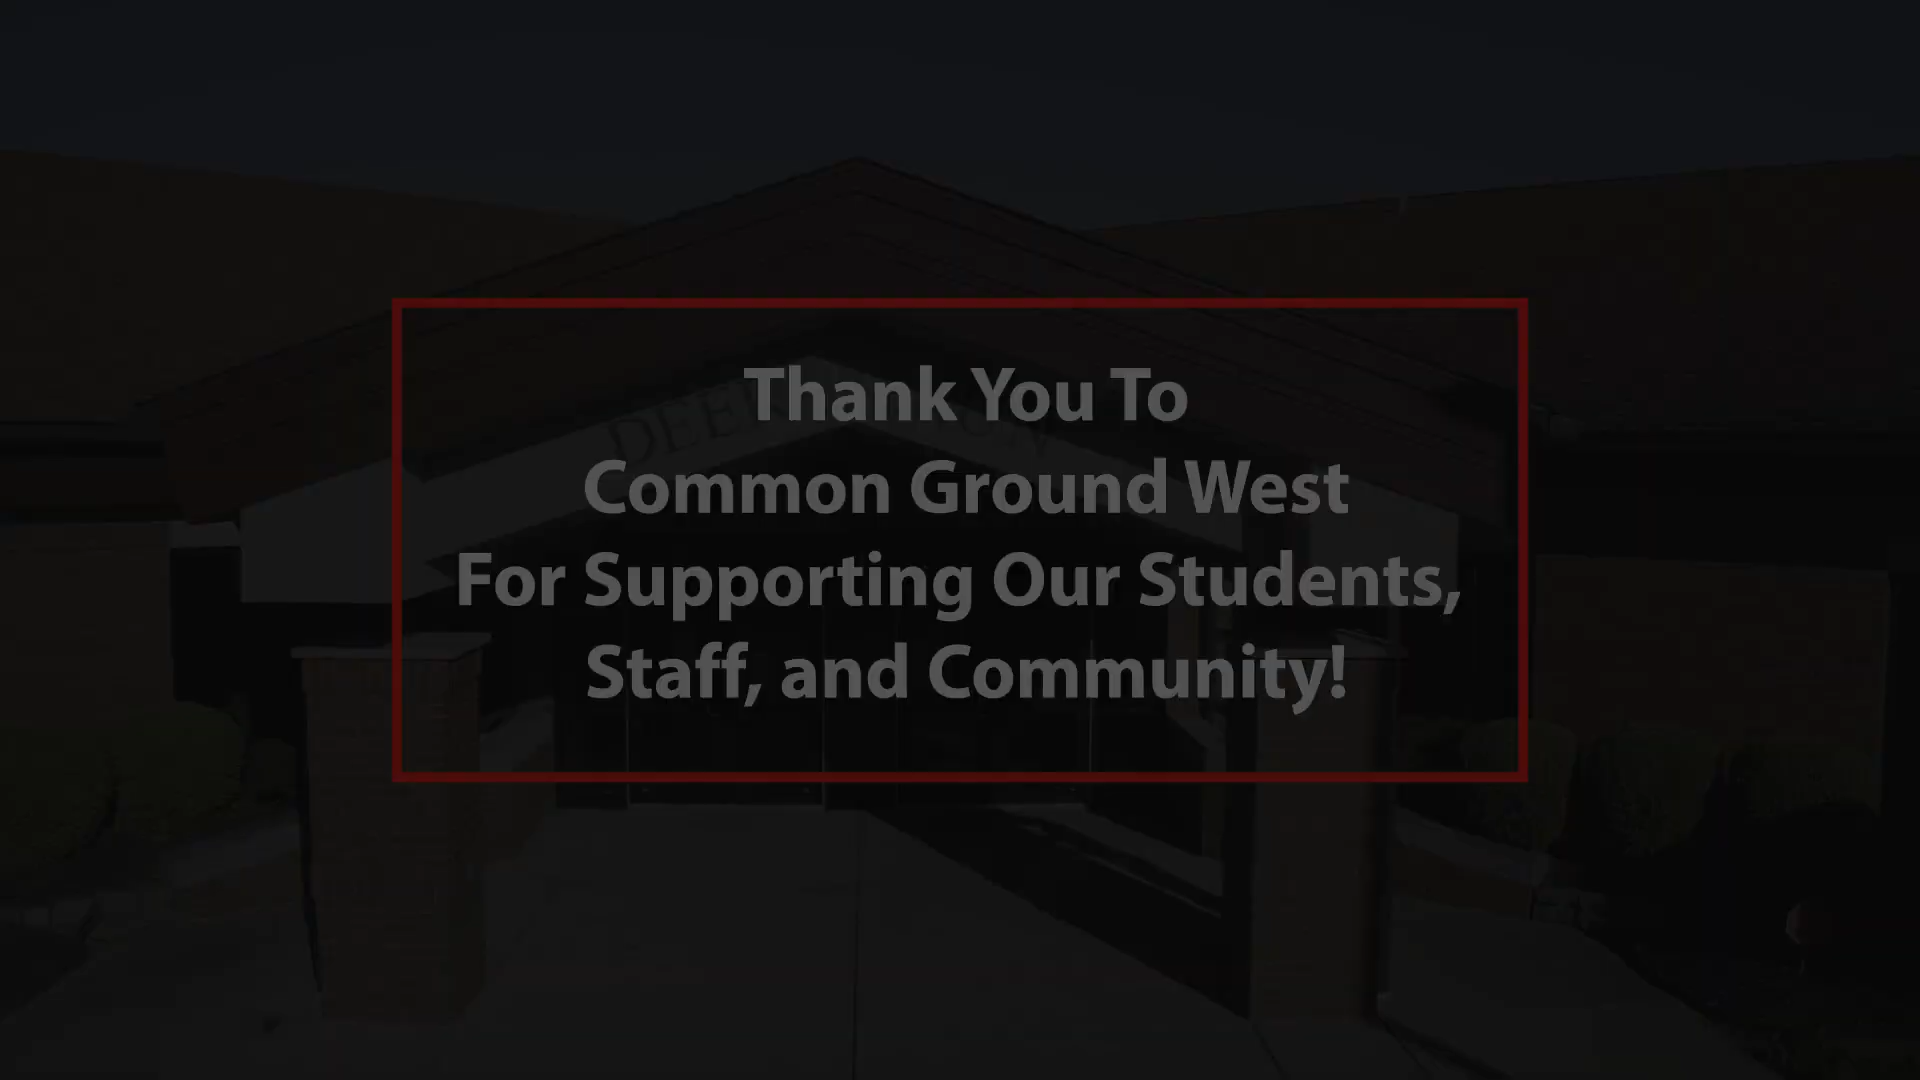 Thank You To
Common Ground West
For Supporting Our Students,
Staff, and Community!